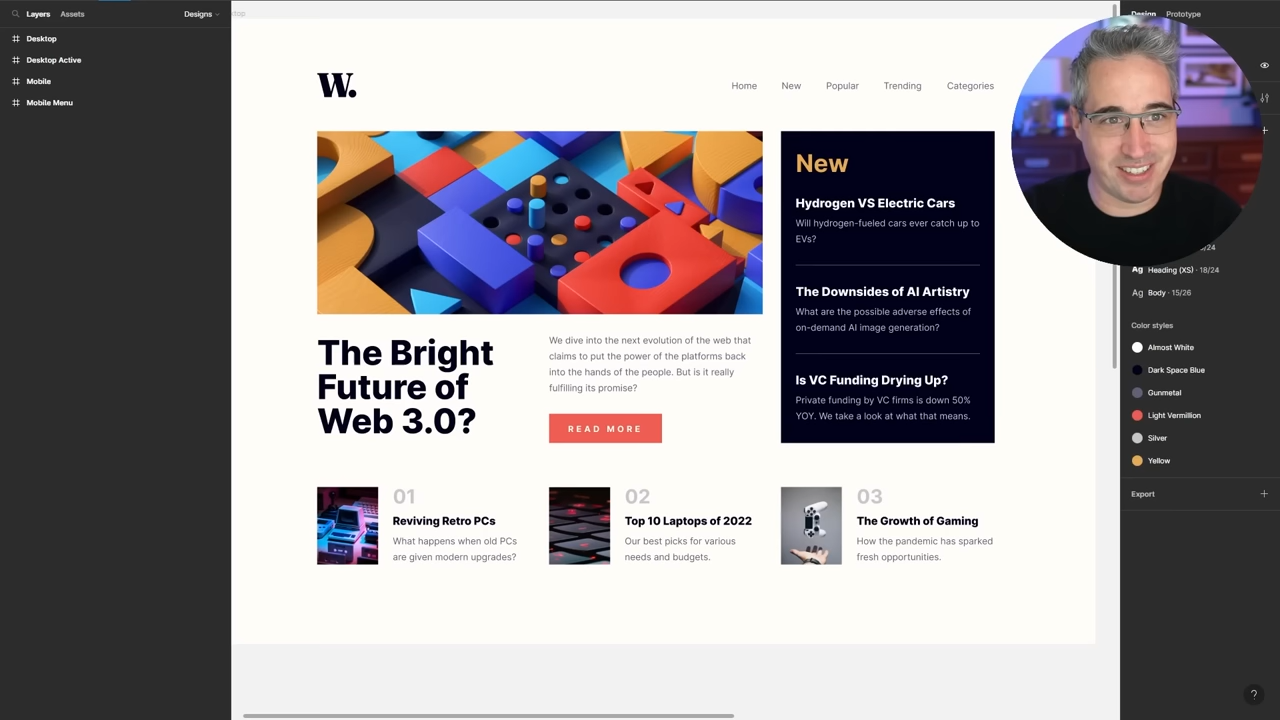 Layers
Assets
Designs
Desktop
Desktop Active
Mobile
Mobile Menu
top
W.
Home
New
Popular
Trending
Categories
New
Hydrogen VS Electric Cars
Will hydrogen-fueled cars ever catch up to
EVs?
The Downsides of AI Artistry
What are the possible adverse effects of
on-demand AI image generation?
Is VC Funding Drying Up?
Private funding by VC firms is down 50%
YOY. We take a look at what that means.
The Bright
Future of
Web 3.0?
We dive into the next evolution of the web that
claims to put the power of the platforms back
into the hands of the people. But is it really
fulfilling its promise?
READ MORE
01
Reviving Retro PCs
What happens when old PCs
are given modern upgrades?
02
Top 10 Laptops of 2022
Our best picks for various
needs and budgets.
03
The Growth of Gaming
How the pandemic has sparked
fresh opportunities.
Design
Prototype
/24
Ag Heading (XS) · 18/24
Ag Body · 15/26
Color styles
Almost White
Dark Space Blue
Gunmetal
Light Vermillion
Silver
Yellow
Export
?